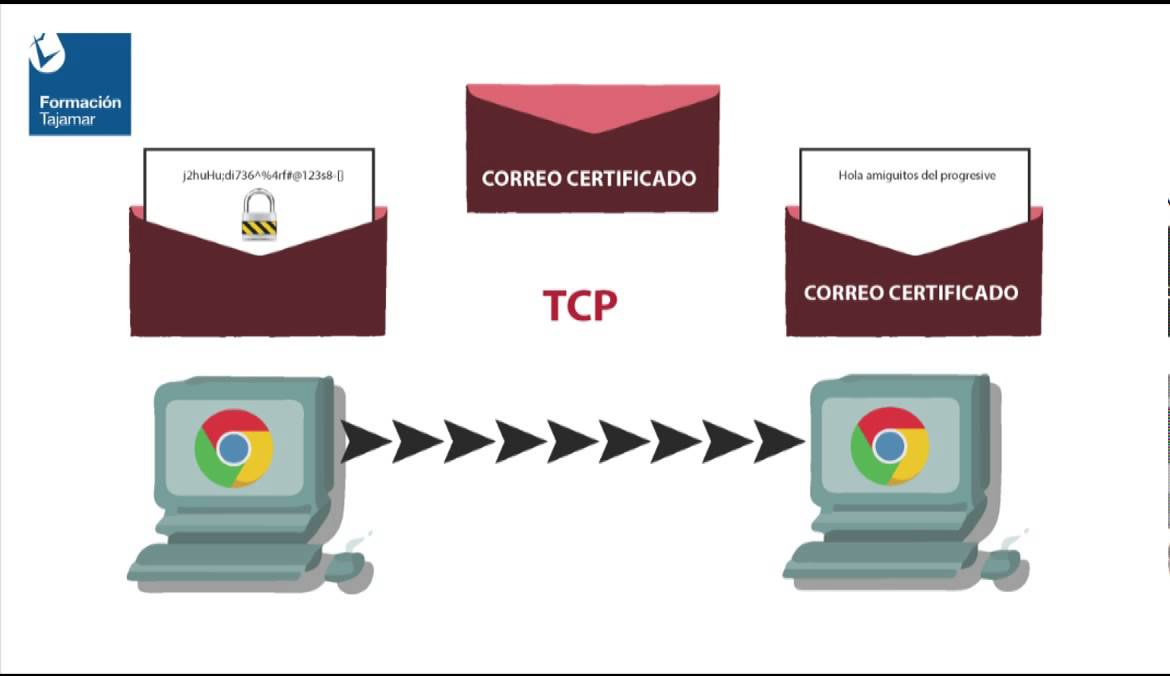 Formación
Tajamar
CORREO CERTIFICADO
j2huHu;di736^%4rf#@123s8-[]
Hola amiguitos del progresive
CORREO CERTIFICADO
TCP